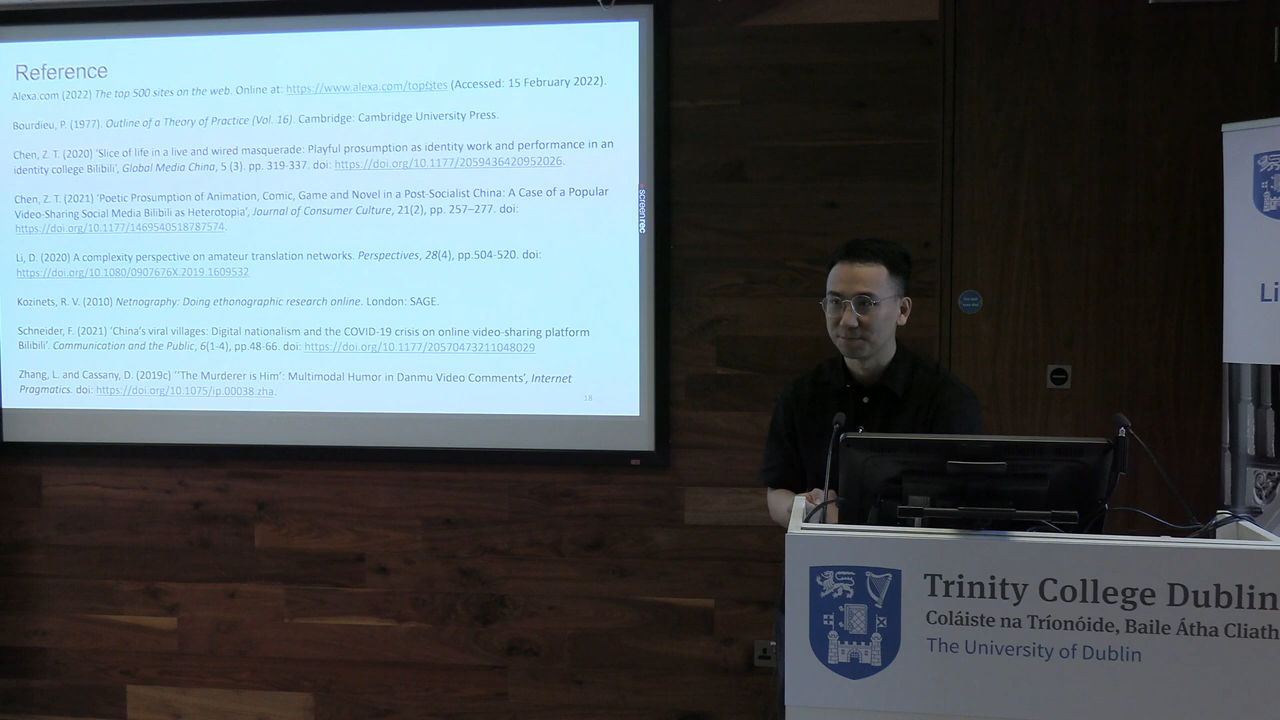 Reference
Alexa.com (2022) The top 500 sites on the web. Online at: https://www.alexa.com/topsites (Accessed: 15 February 2022).
Bourdieu, P. (1977). Outline of a Theory of Practice (Vol. 16). Cambridge: Cambridge University Press.
Chen, Z. T. (2020) 'Slice of life in a live and wired masquerade: Playful prosumption as identity work and performance in an
identity college Bilibili', Global Media China, 5 (3). pp. 319-337. doi: https://doi.org/10.1177/2059436420952026.
Chen, Z. T. (2021) 'Poetic Prosumption of Animation, Comic, Game and Novel in a Post-Socialist China: A Case of a Popular
Video-Sharing Social Media Bilibili as Heterotopia', Journal of Consumer Culture, 21(2), pp. 257–277. doi:
https://doi.org/10.1177/1469540518787574.
Li, D. (2020) A complexity perspective on amateur translation networks. Perspectives, 28(4), pp.504-520. doi:
https://doi.org/10.1080/0907676X.2019.1609532
Kozinets, R. V. (2010) Netnography: Doing ethonographic research online. London: SAGE.
Schneider, F. (2021) 'China's viral villages: Digital nationalism and the COVID-19 crisis on online video-sharing platform
Bilibili'. Communication and the Public, 6(1-4), pp.48-66. doi: https://doi.org/10.1177/20570473211048029
Zhang, L. and Cassany, D. (2019c) ''The Murderer is Him': Multimodal Humor in Danmu Video Comments', Internet
Pragmatics. doi: https://doi.org/10.1075/ip.00038.zha.
18
screenrec
Li
Trinity College Dublin
Coláiste na Tríonóide, Baile Átha Cliath
The University of Dublin